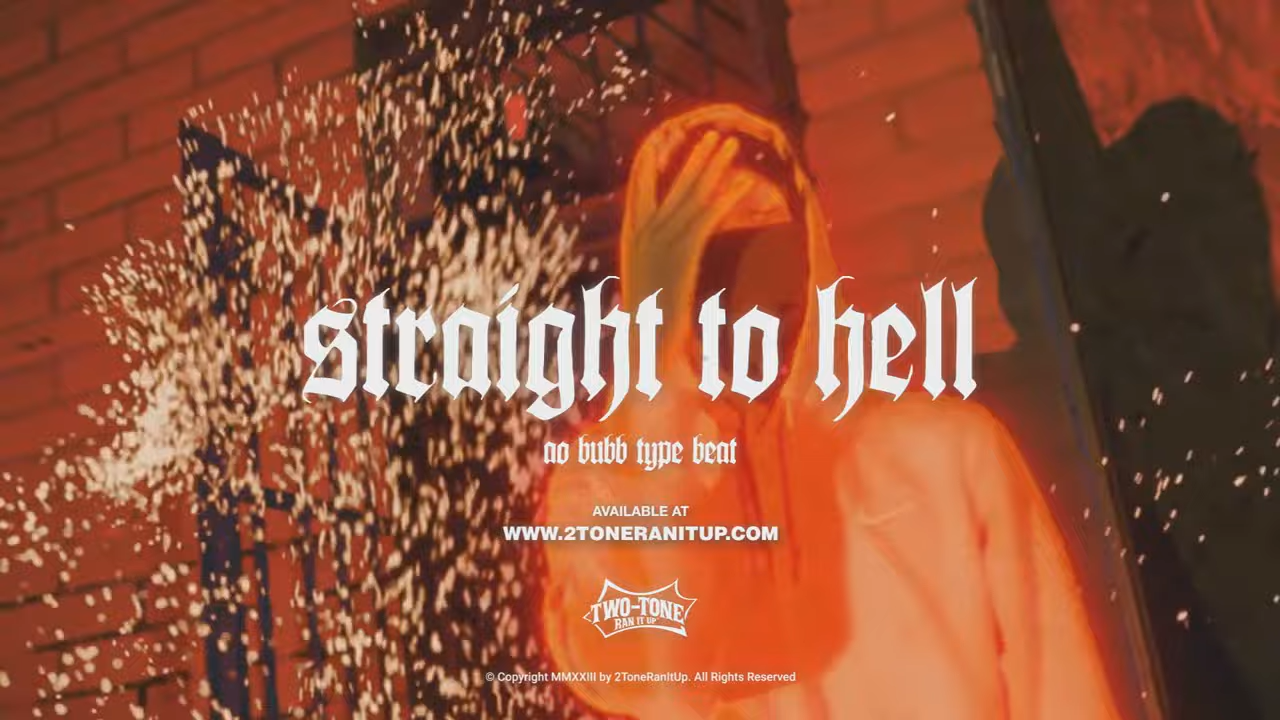 straight to hell
no bubb type beat
AVAILABLE AT
WWW.2TONERANITUP.COM
TWO-TONE
RAN IT UP
© Copyright MMXXIII by 2ToneRanItUp. All Rights Reserved